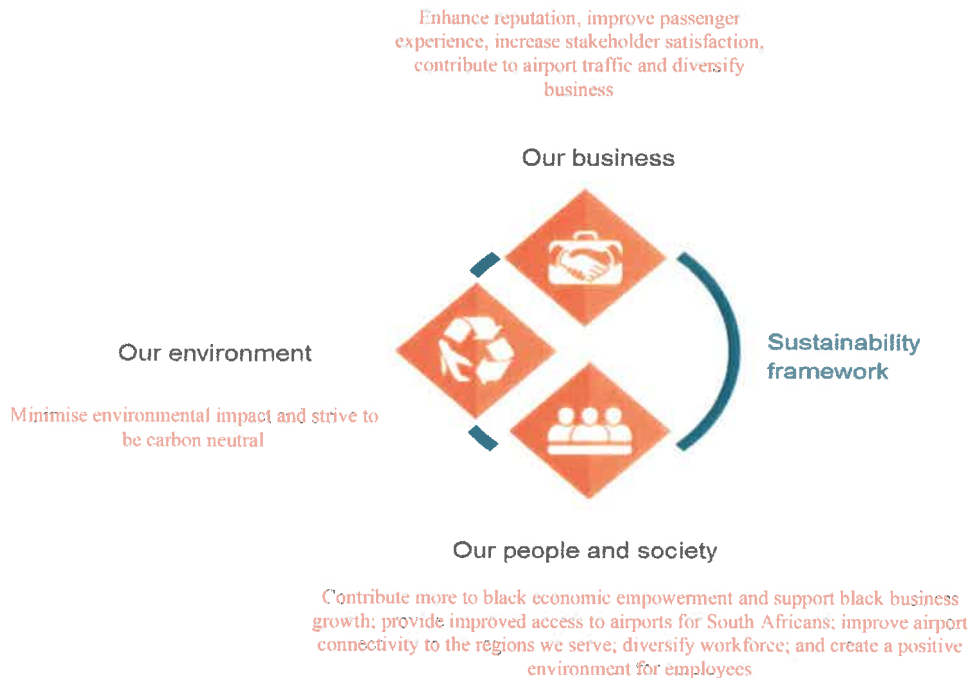 Enhance reputation, improve passenger
experience, increase stakeholder satisfaction,
contribute to airport traffic and diversify
business
Our business
Our environment
Sustainability
framework
Minimise environmental impact and strive to
be carbon neutral
Our people and society
Contribute more to black economic empowerment and support black business
growth; provide improved access to airports for South Africans; improve airport
connectivity to the regions we serve; diversify workforce; and create a positive
environment for employees